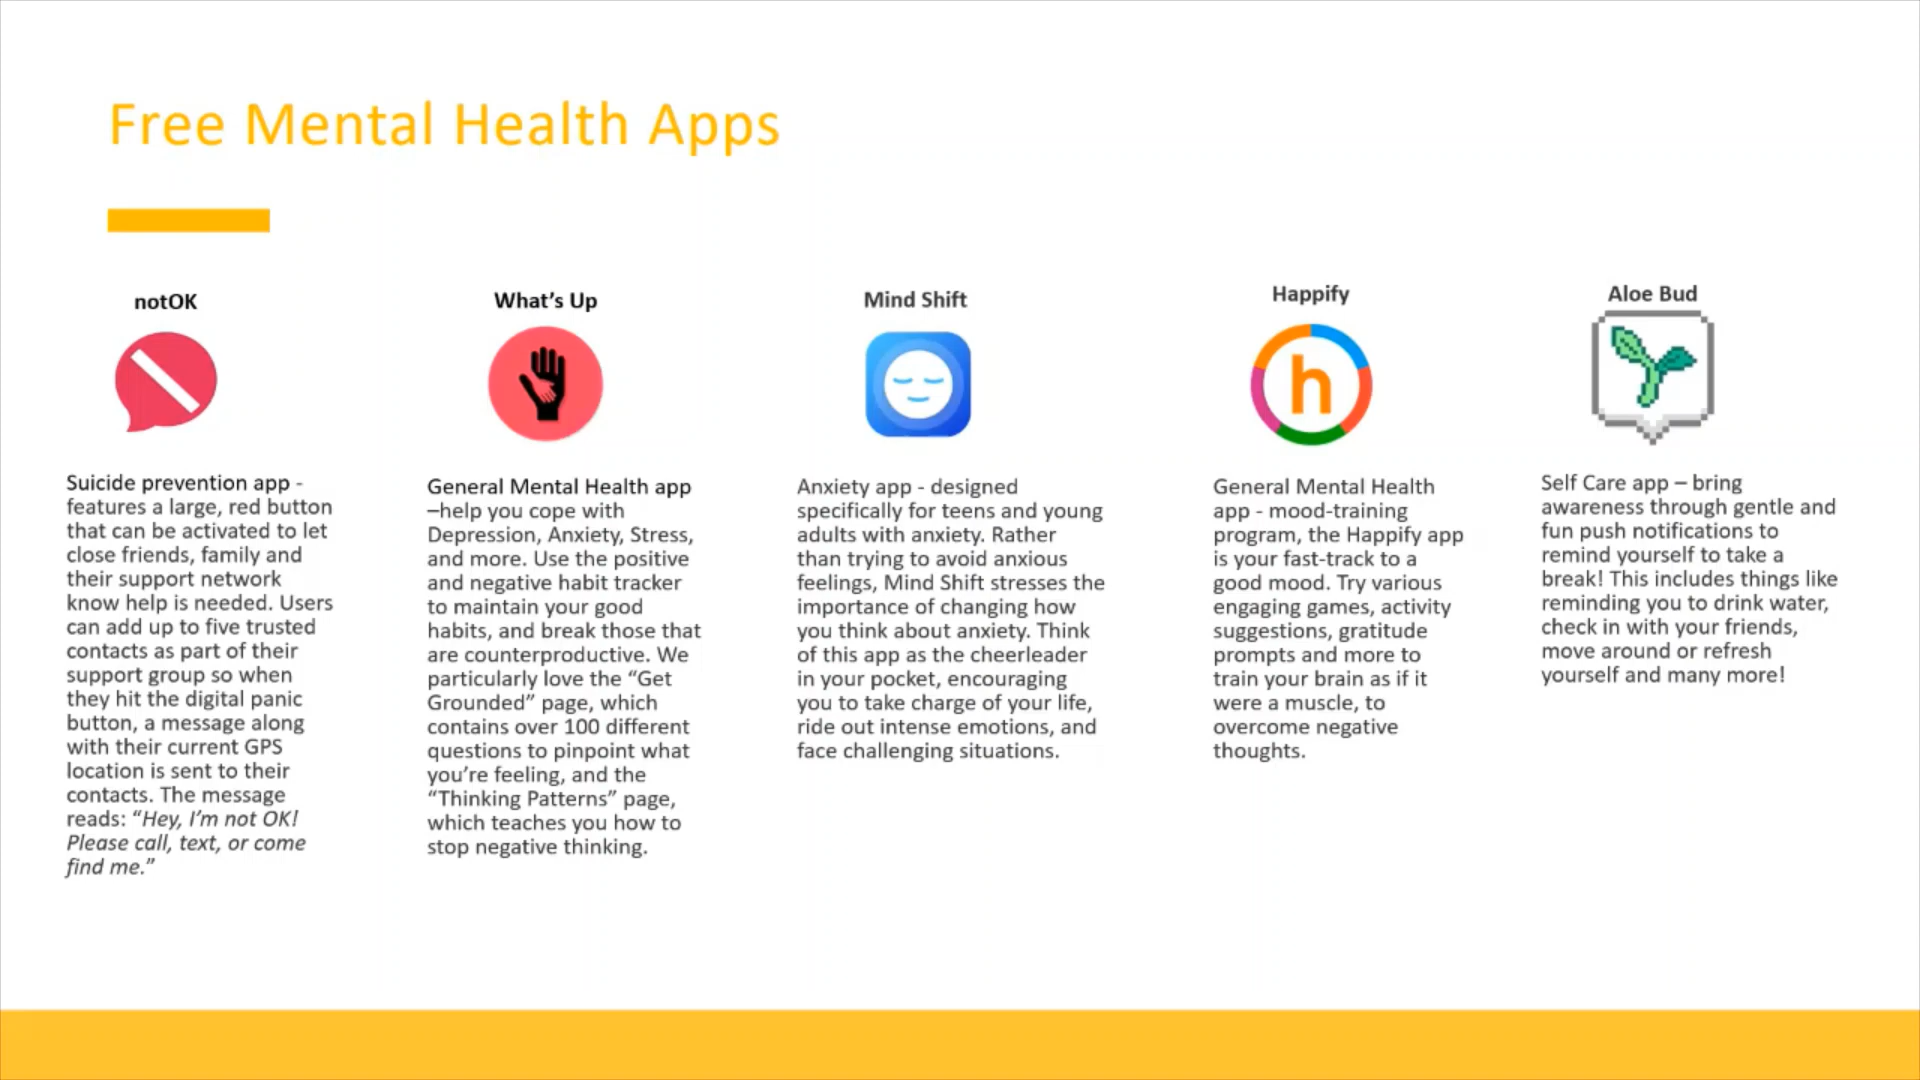 Free Mental Health Apps
notOK
Suicide prevention app -
features a large, red button
that can be activated to let
close friends, family and
their support network
know help is needed. Users
can add up to five trusted
contacts as part of their
support group so when
they hit the digital panic
button, a message along
with their current GPS
location is sent to their
contacts. The message
reads: “Hey, I’m not OK!
Please call, text, or come
find me.”
What’s Up
General Mental Health app
–help you cope with
Depression, Anxiety, Stress,
and more. Use the positive
and negative habit tracker
to maintain your good
habits, and break those that
are counterproductive. We
particularly love the “Get
Grounded” page, which
contains over 100 different
questions to pinpoint what
you’re feeling, and the
“Thinking Patterns” page,
which teaches you how to
stop negative thinking.
Mind Shift
Anxiety app - designed
specifically for teens and young
adults with anxiety. Rather
than trying to avoid anxious
feelings, Mind Shift stresses the
importance of changing how
you think about anxiety. Think
of this app as the cheerleader
in your pocket, encouraging
you to take charge of your life,
ride out intense emotions, and
face challenging situations.
Happify
h
General Mental Health
app - mood-training
program, the Happify app
is your fast-track to a
good mood. Try various
engaging games, activity
suggestions, gratitude
prompts and more to
train your brain as if it
were a muscle, to
overcome negative
thoughts.
Aloe Bud
Self Care app – bring
awareness through gentle and
fun push notifications to
remind yourself to take a
break! This includes things like
reminding you to drink water,
check in with your friends,
move around or refresh
yourself and many more!